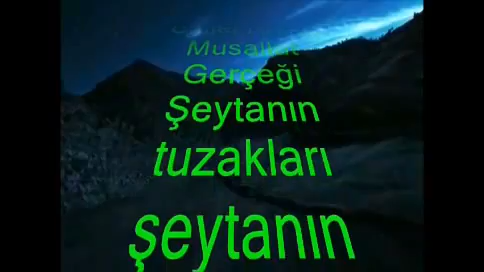 Musallat
Gerçeği
Şeytanın
tuzakları
şeytanın